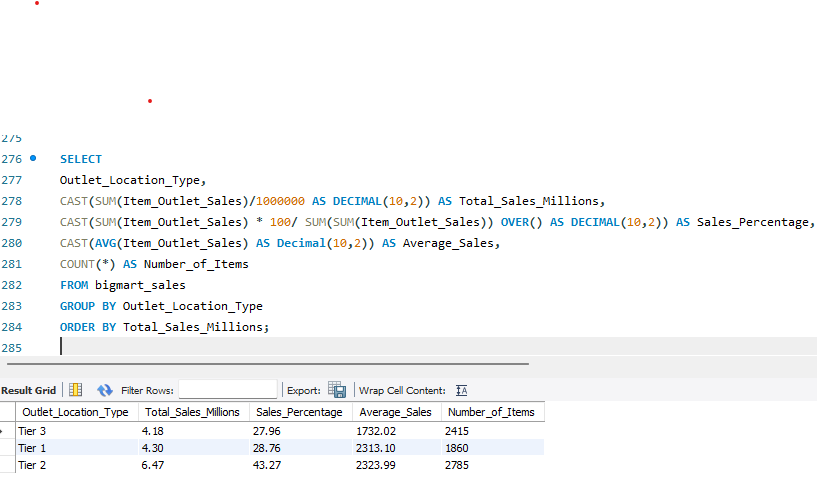 275
276 SELECT
277 Outlet_Location_Type,
278 CAST(SUM(Item_Outlet_Sales)/1000000 AS DECIMAL(10,2)) AS Total_Sales_Millions,
279 CAST(SUM(Item_Outlet_Sales) * 100/ SUM(SUM(Item_Outlet_Sales)) OVER() AS DECIMAL(10,2)) AS Sales_Percentage,
280 CAST(AVG(Item_Outlet_Sales) AS Decimal(10,2)) AS Average_Sales,
281 COUNT(*) AS Number_of_Items
282 FROM bigmart_sales
283 GROUP BY Outlet_Location_Type
284 ORDER BY Total_Sales_Millions;
285
Result Grid Filter Rows: Export: Wrap Cell Content: IA
Outlet_Location_Type Total_Sales_Millions Sales_Percentage Average_Sales Number_of_Items
Tier 3 4.18 27.96 1732.02 2415
Tier 1 4.30 28.76 2313.10 1860
Tier 2 6.47 43.27 2323.99 2785